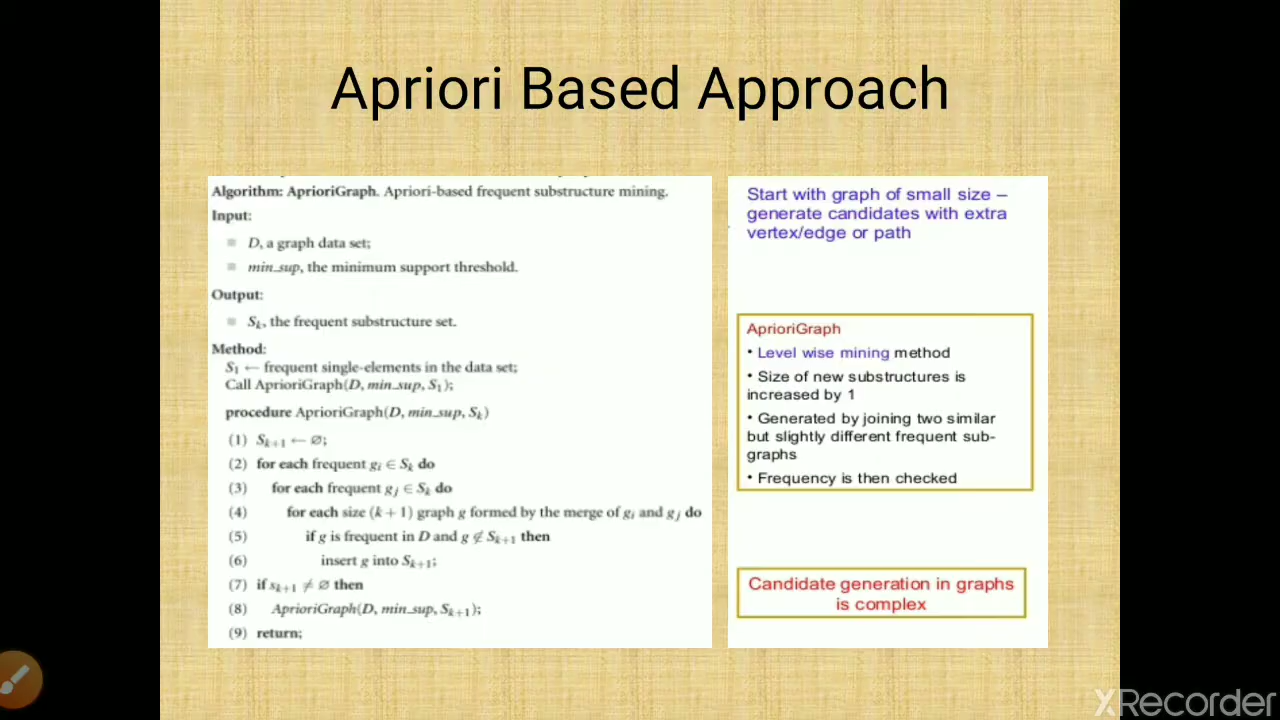 Apriori Based Approach
Algorithm: AprioriGraph. Apriori-based frequent substructure mining.
Input:
D, a graph data set;
min_sup, the minimum support threshold.
Output:
Sk, the frequent substructure set.
Method:
S1 ← frequent single-elements in the data set;
Call AprioriGraph(D, min_sup, S1);
procedure AprioriGraph(D, min_sup, Sk)
(1) Sk+1 ← ∅;
(2) for each frequent gi ∈ Sk do
(3) for each frequent gj ∈ Sk do
(4) for each size (k+1) graph g formed by the merge of gi and gj do
(5) if g is frequent in D and g ∉ Sk+1 then
(6) insert g into Sk+1;
(7) if sk+1 ≠ ∅ then
(8) AprioriGraph(D, min_sup, Sk+1);
(9) return;
Start with graph of small size –
generate candidates with extra
vertex/edge or path
AprioriGraph
• Level wise mining method
• Size of new substructures is
increased by 1
• Generated by joining two similar
but slightly different frequent sub-
graphs
• Frequency is then checked
Candidate generation in graphs
is complex
XRecorder